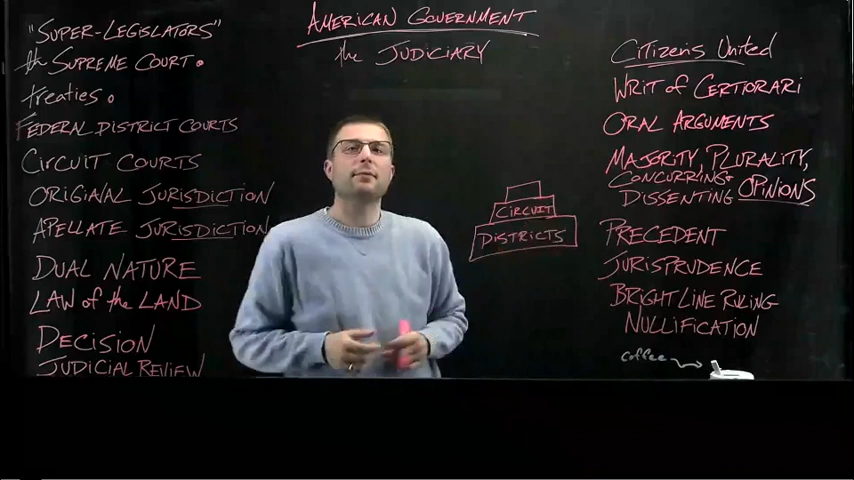 AMERICAN GOVERNMENT
the JUDICIARY
"SUPER-LEGISLATORS"
the SUPREME COURT.
treaties.
FEDERAL DISTRICT COURTS
CIRCUIT COURTS
ORIGINAL JURISDICTION
APELLATE JURISDICTION
DUAL NATURE
LAW of the LAND
DECISION
JUDICIAL REVIEW
CIRCUIT
DISTRICTS
Citizens United
WRIT of CERTIORARI
ORAL ARGUMENTS
MAJORITY, PLURALITY,
CONCURRING +
DISSENTING OPINIONS
PRECEDENT
JURISPRUDENCE
BRIGHT LINE RULING
NULLIFICATION
coffee